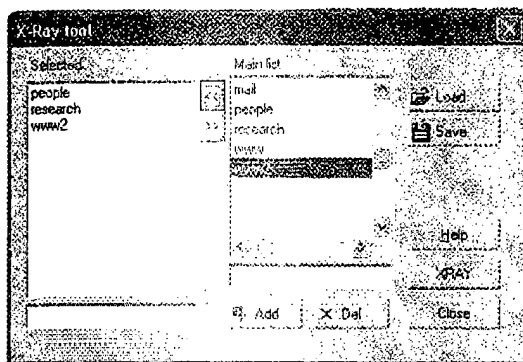 X-Ray tool
Selected
people
research
www2
<<
>>
Main list
mail
people
research
www
Load
Save
Help
XRAY
Close
Add
Del